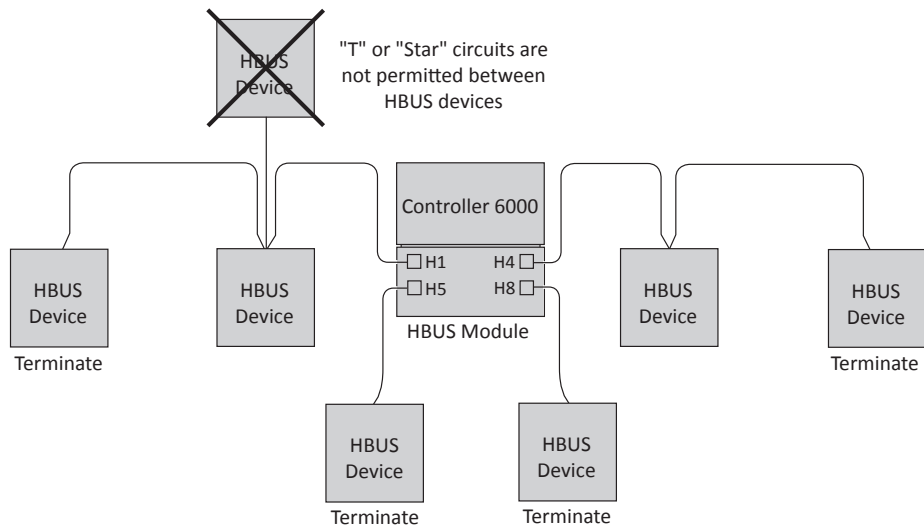 HBUS
Device
"T" or "Star" circuits are
not permitted between
HBUS devices
Controller 6000
H1
H4
H5
H8
HBUS Module
HBUS
Device
Terminate
HBUS
Device
HBUS
Device
HBUS
Device
Terminate
HBUS
Device
Terminate
HBUS
Device
Terminate